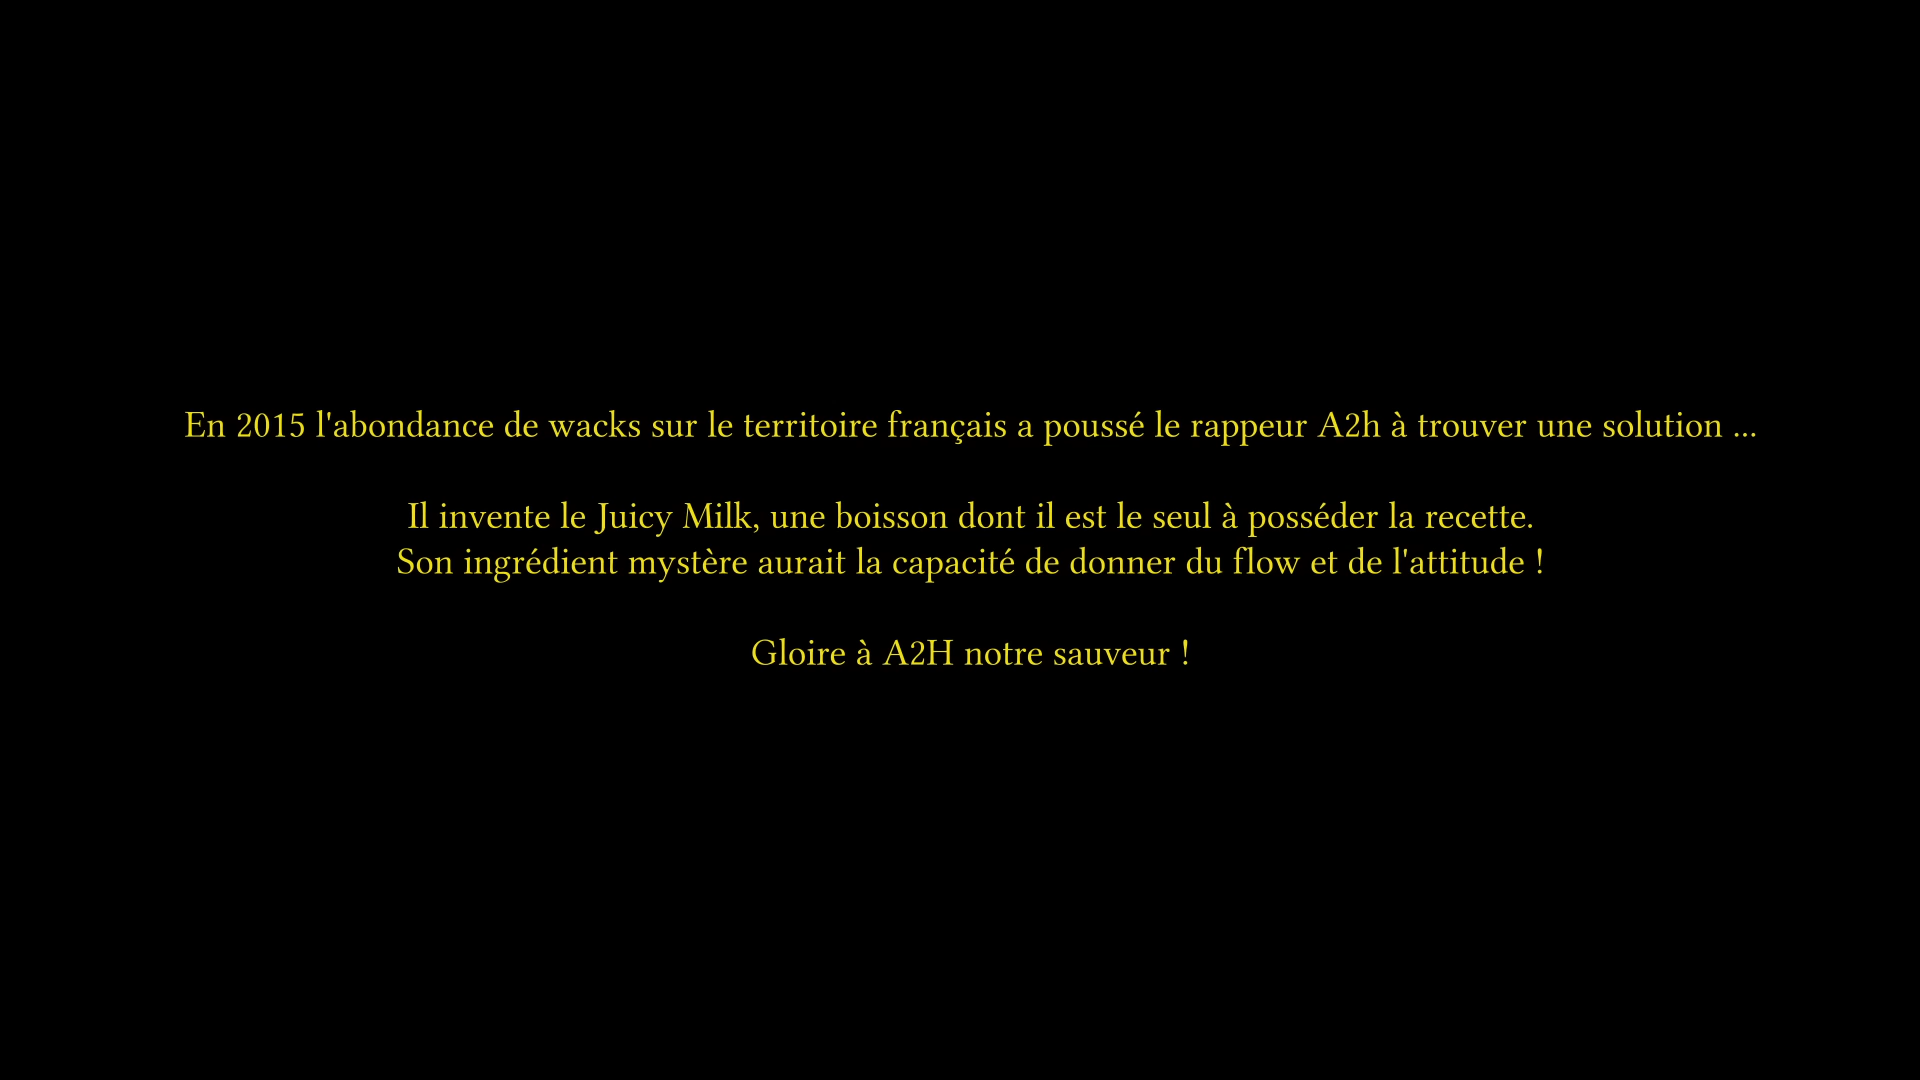 En 2015 l'abondance de wacks sur le territoire français a poussé le rappeur A2h à trouver une solution ...
Il invente le Juicy Milk, une boisson dont il est le seul à posséder la recette.
Son ingrédient mystère aurait la capacité de donner du flow et de l'attitude !
Gloire à A2H notre sauveur !